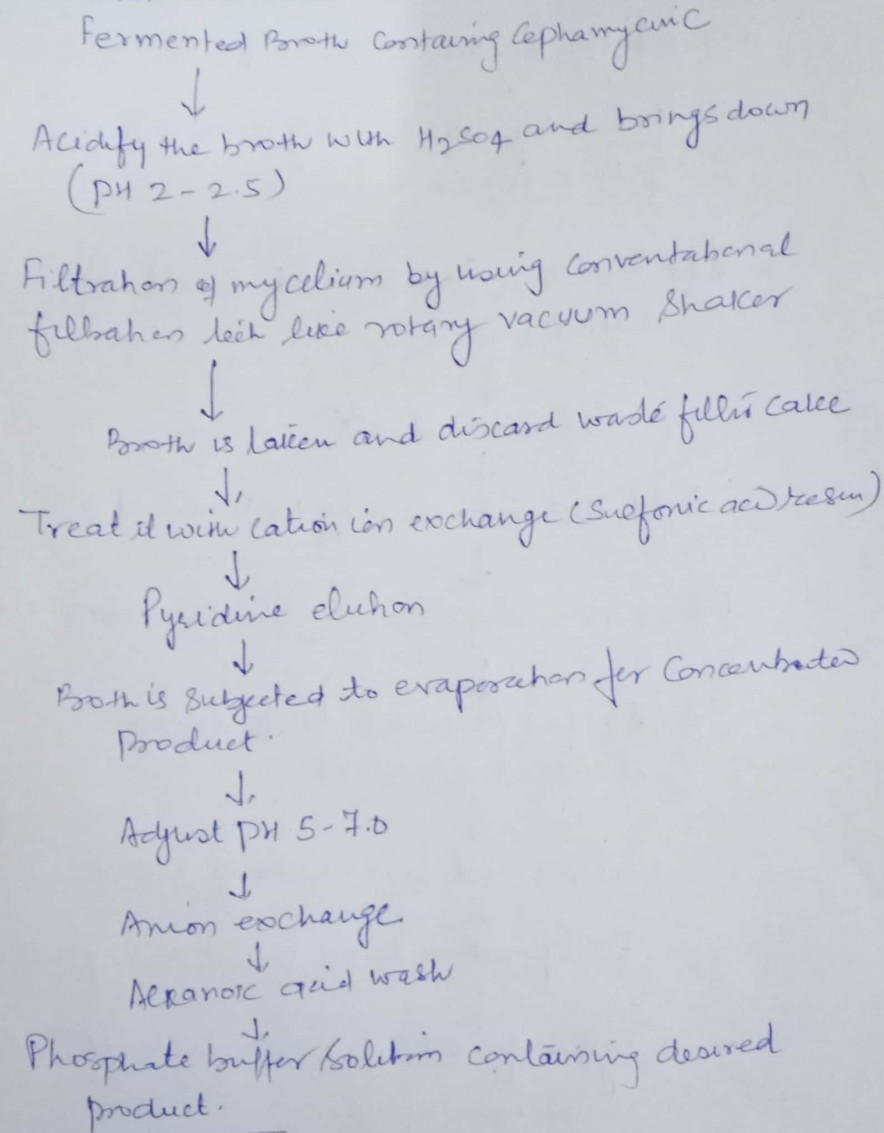 Fermented Broth Containing Cephamycinic
↓
Acidify the broth with H2SO4 and brings down
(PH 2-2.5)
↓
Filtration of mycelium by using Conventational
filtration tech like rotary vacuum Shaker
↓
Broth is taken and discard waste filter cake
↓
Treat it with cation ion exchange (Sulfonic acid resin)
↓
Pyridine elution
↓
Broth is subjected to evaporation for Concentrated
Product.
↓
Adjust PH 5-7.0
↓
Anion exchange
↓
Alkanoic acid wash
↓
Phosphate buffer/solution containing desired
product.